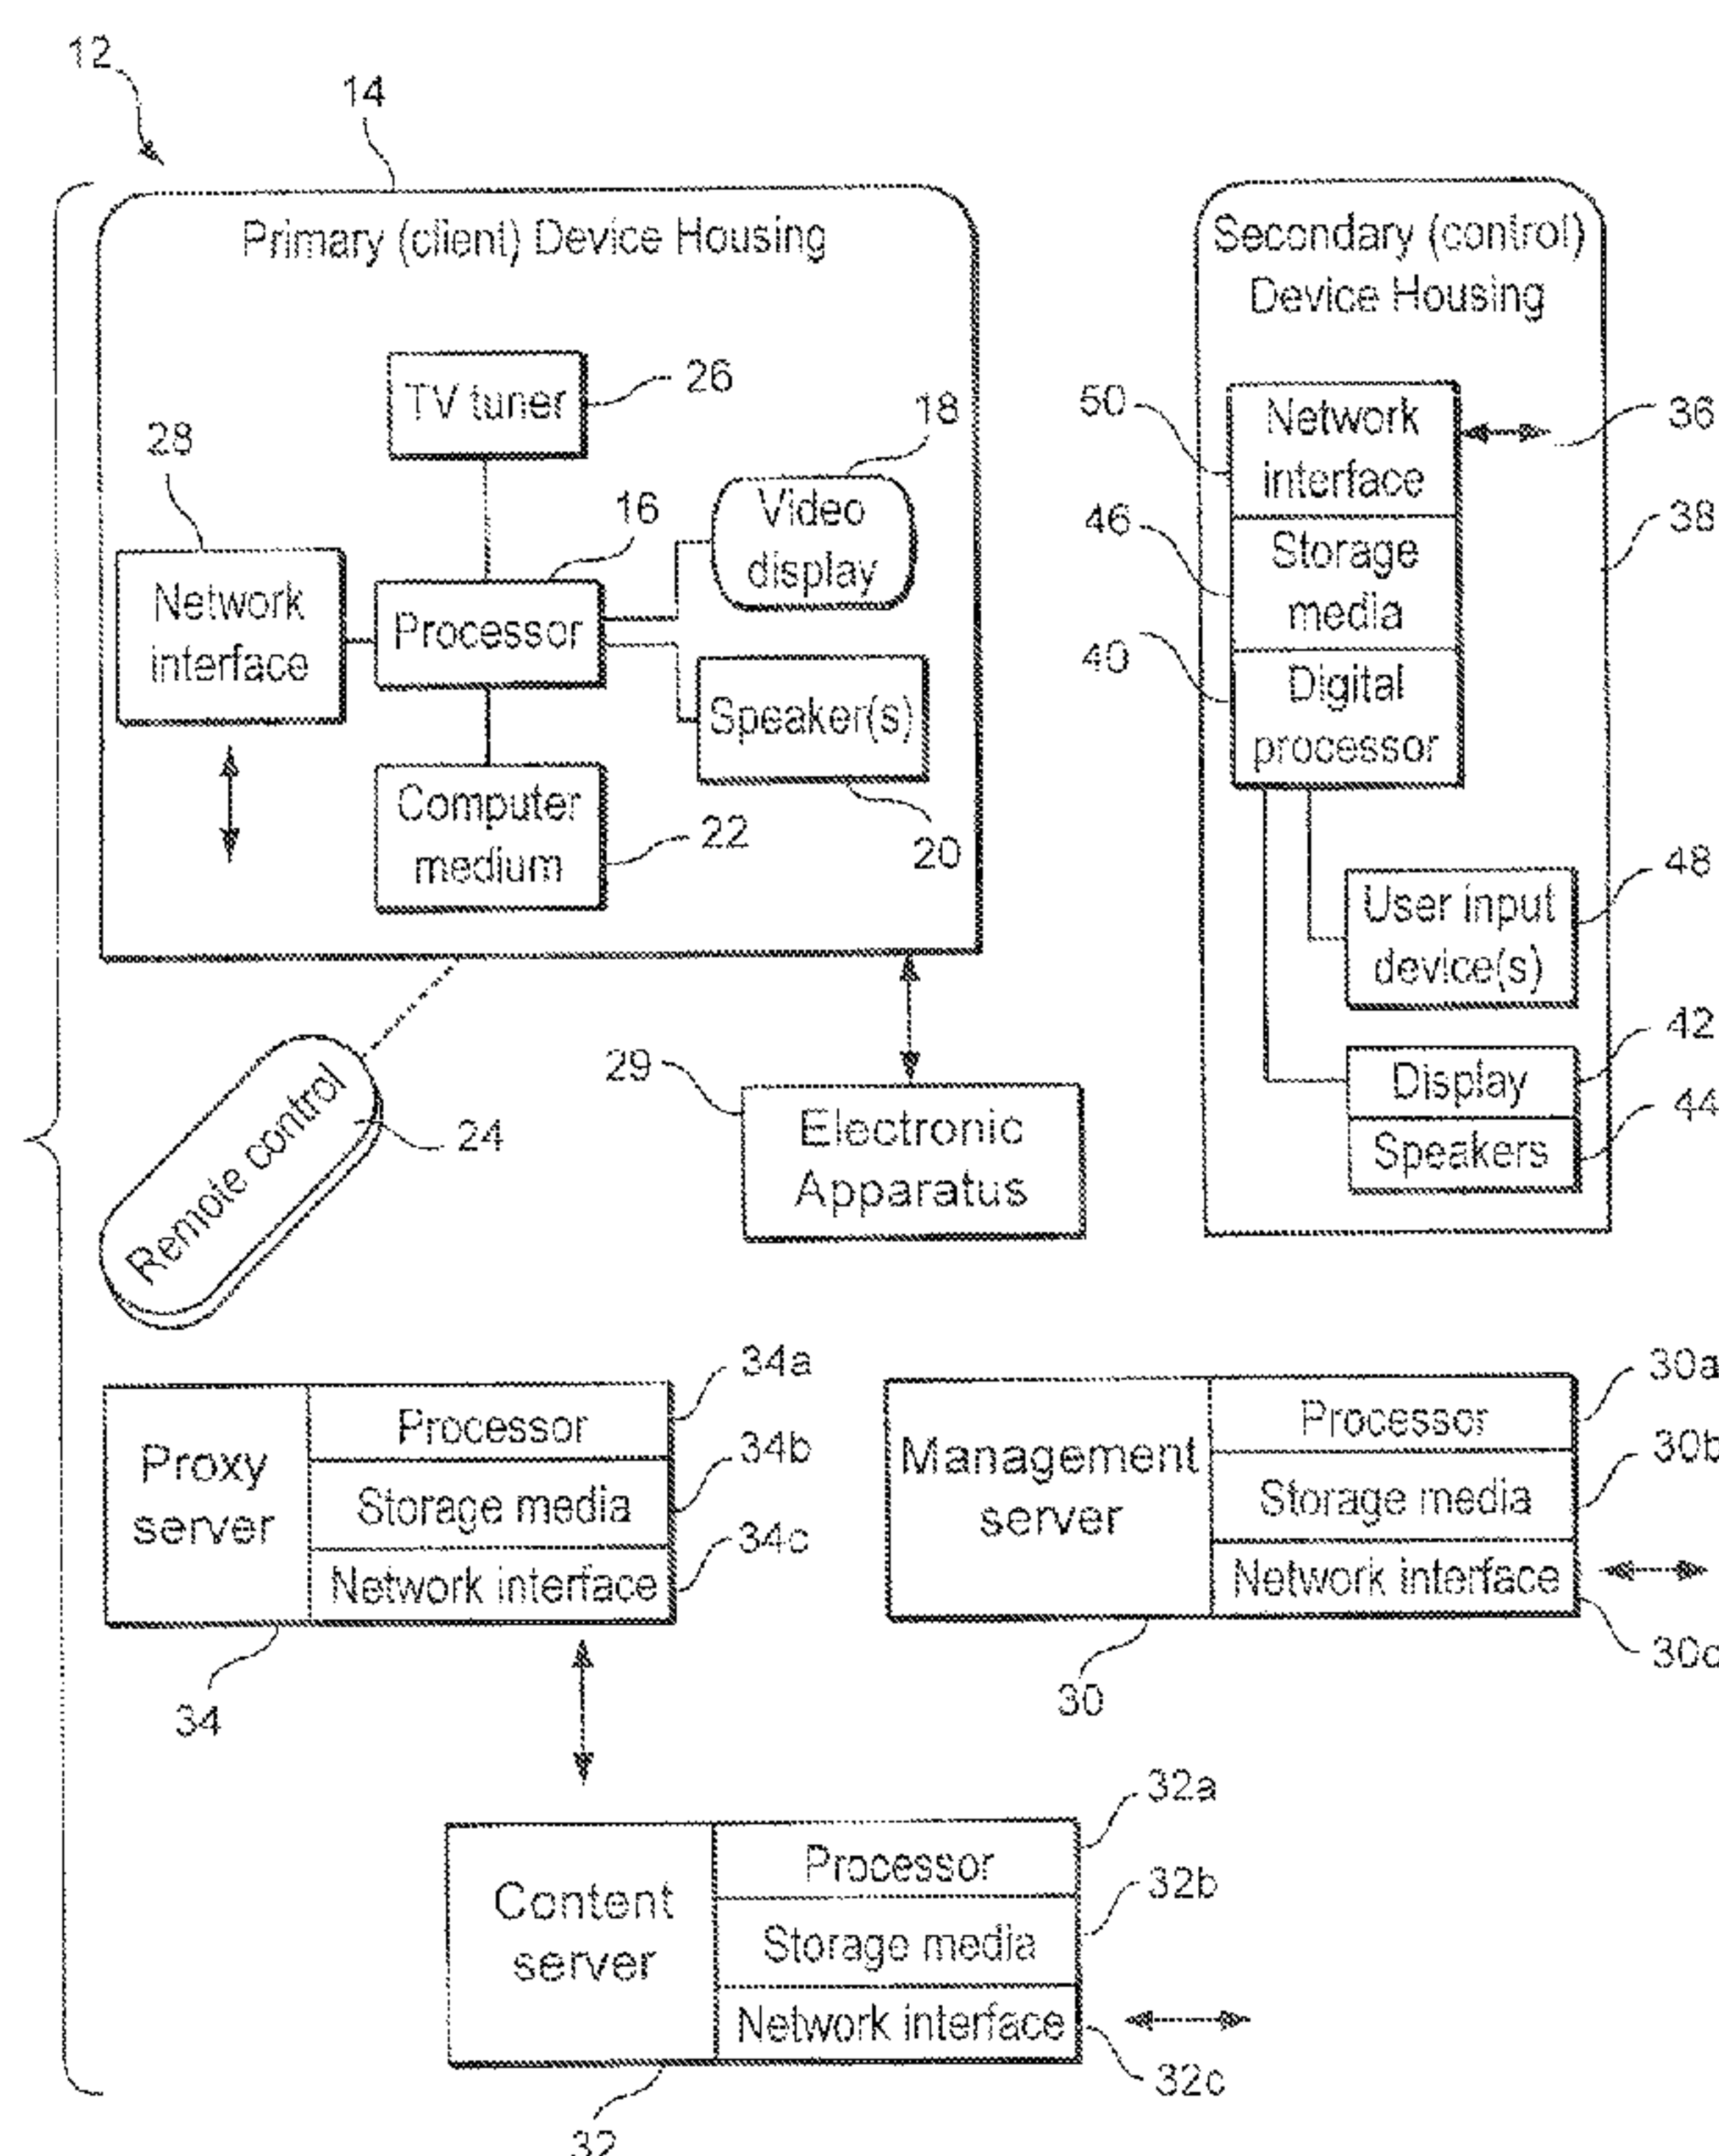 12
14
Primary (client) Device Housing
Secondary (control)
Device Housing
TV tuner
26
18
28
16
Video
display
Network
interface
Processor
Speaker(s)
Computer
medium
22
20
50
Network
interface
36
46
Storage
media
38
40
Digital
processor
48
User input
device(s)
42
Display
44
Speakers
29
Electronic
Apparatus
Remote control
24
34a
Processor
Proxy
server
34b
Storage media
34c
Network interface
34
30a
Processor
Management
server
30b
Storage media
Network interface
30
32a
Processor
Content
server
32b
Storage media
Network interface
32c
32